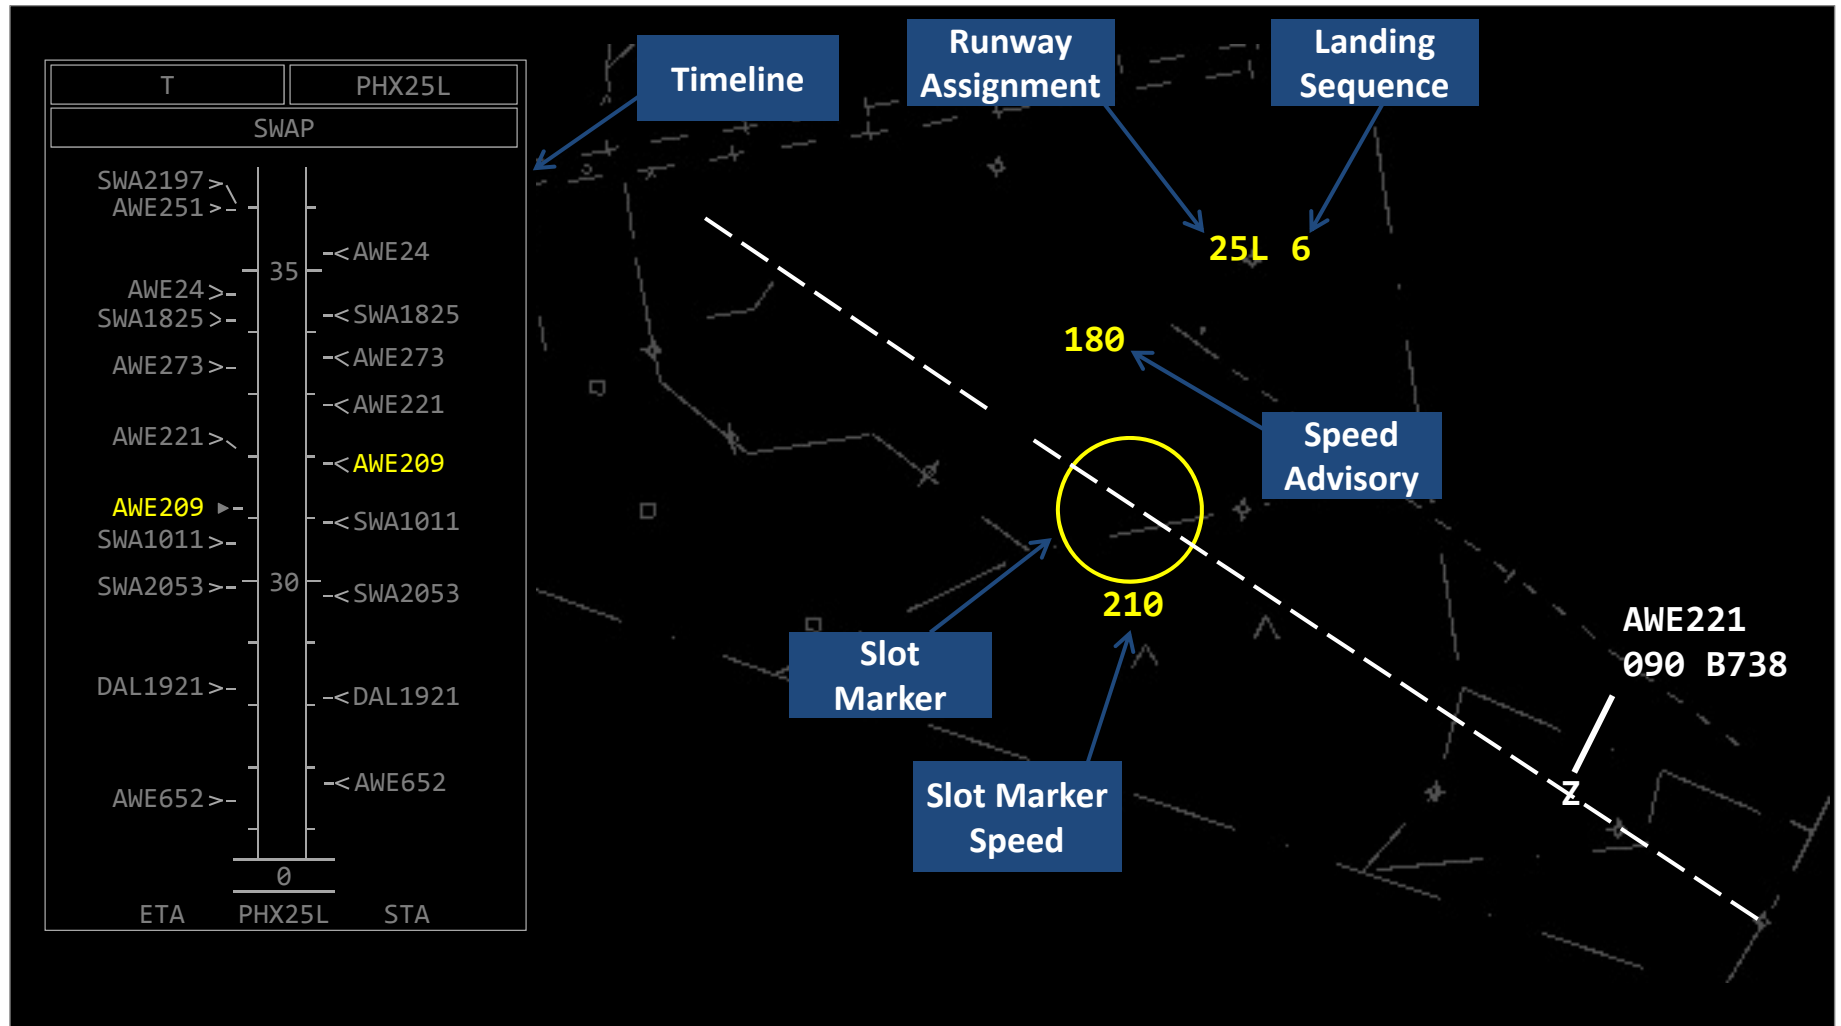 T
PHX25L
SWAP
SWA2197
AWE251
AWE24
35
AWE24
SWA1825
SWA1825
AWE273
AWE273
AWE221
AWE221
AWE209
AWE209
SWA1011
SWA1011
SWA2053
30
SWA2053
DAL1921
DAL1921
AWE652
AWE652
0
ETA
PHX25L
STA
Timeline
Runway
Assignment
Landing
Sequence
25L 6
180
Speed
Advisory
210
Slot
Marker
Slot Marker
Speed
AWE221
090 B738
Z